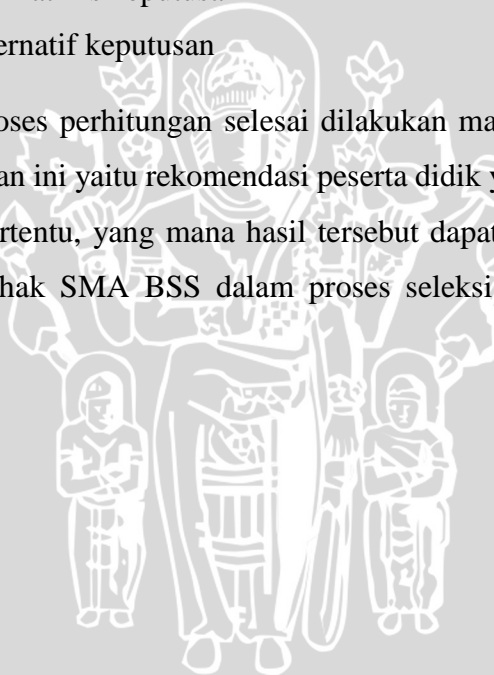 ernatif keputusan
oses perhitungan selesai dilakukan ma
an ini yaitu rekomendasi peserta didik y
rtentu, yang mana hasil tersebut dapat
hak SMA BSS dalam proses seleksi